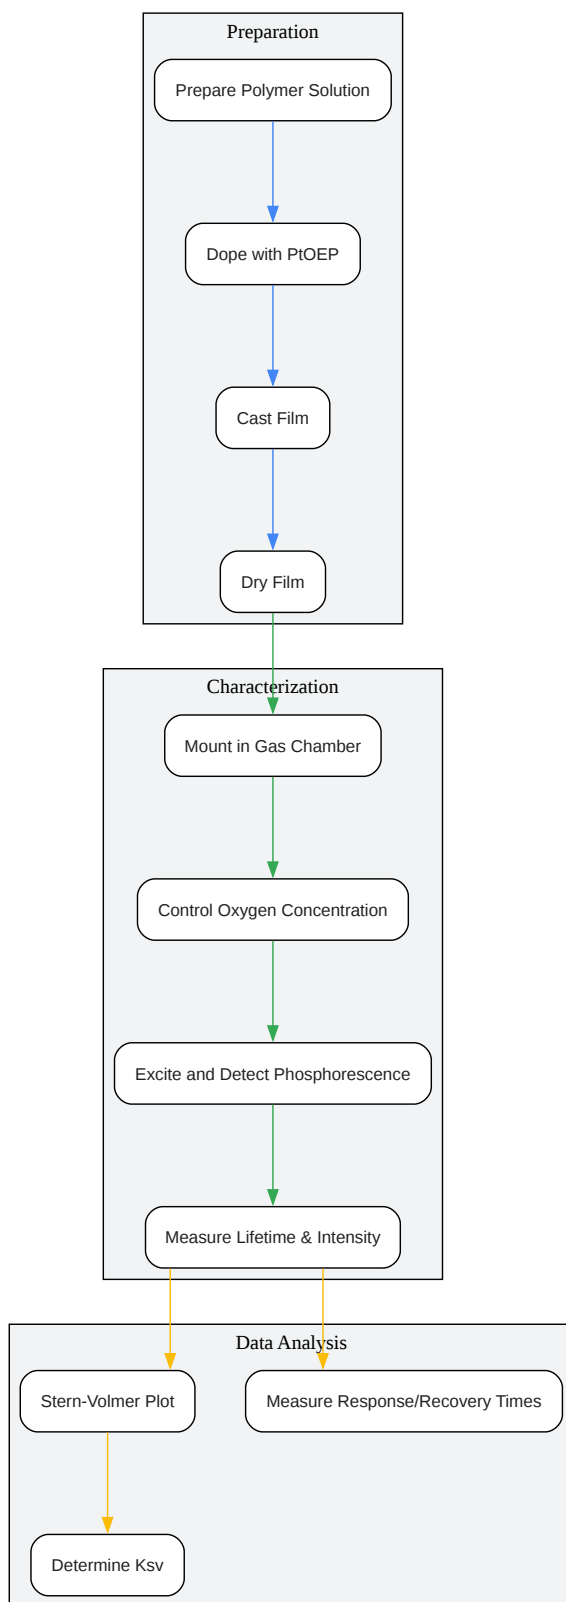 Preparation
Prepare Polymer Solution
Dope with PtOEP
Cast Film
Dry Film
Characterization
Mount in Gas Chamber
Control Oxygen Concentration
Excite and Detect Phosphorescence
Measure Lifetime & Intensity
Data Analysis
Stern-Volmer Plot
Measure Response/Recovery Times
Determine Ksv